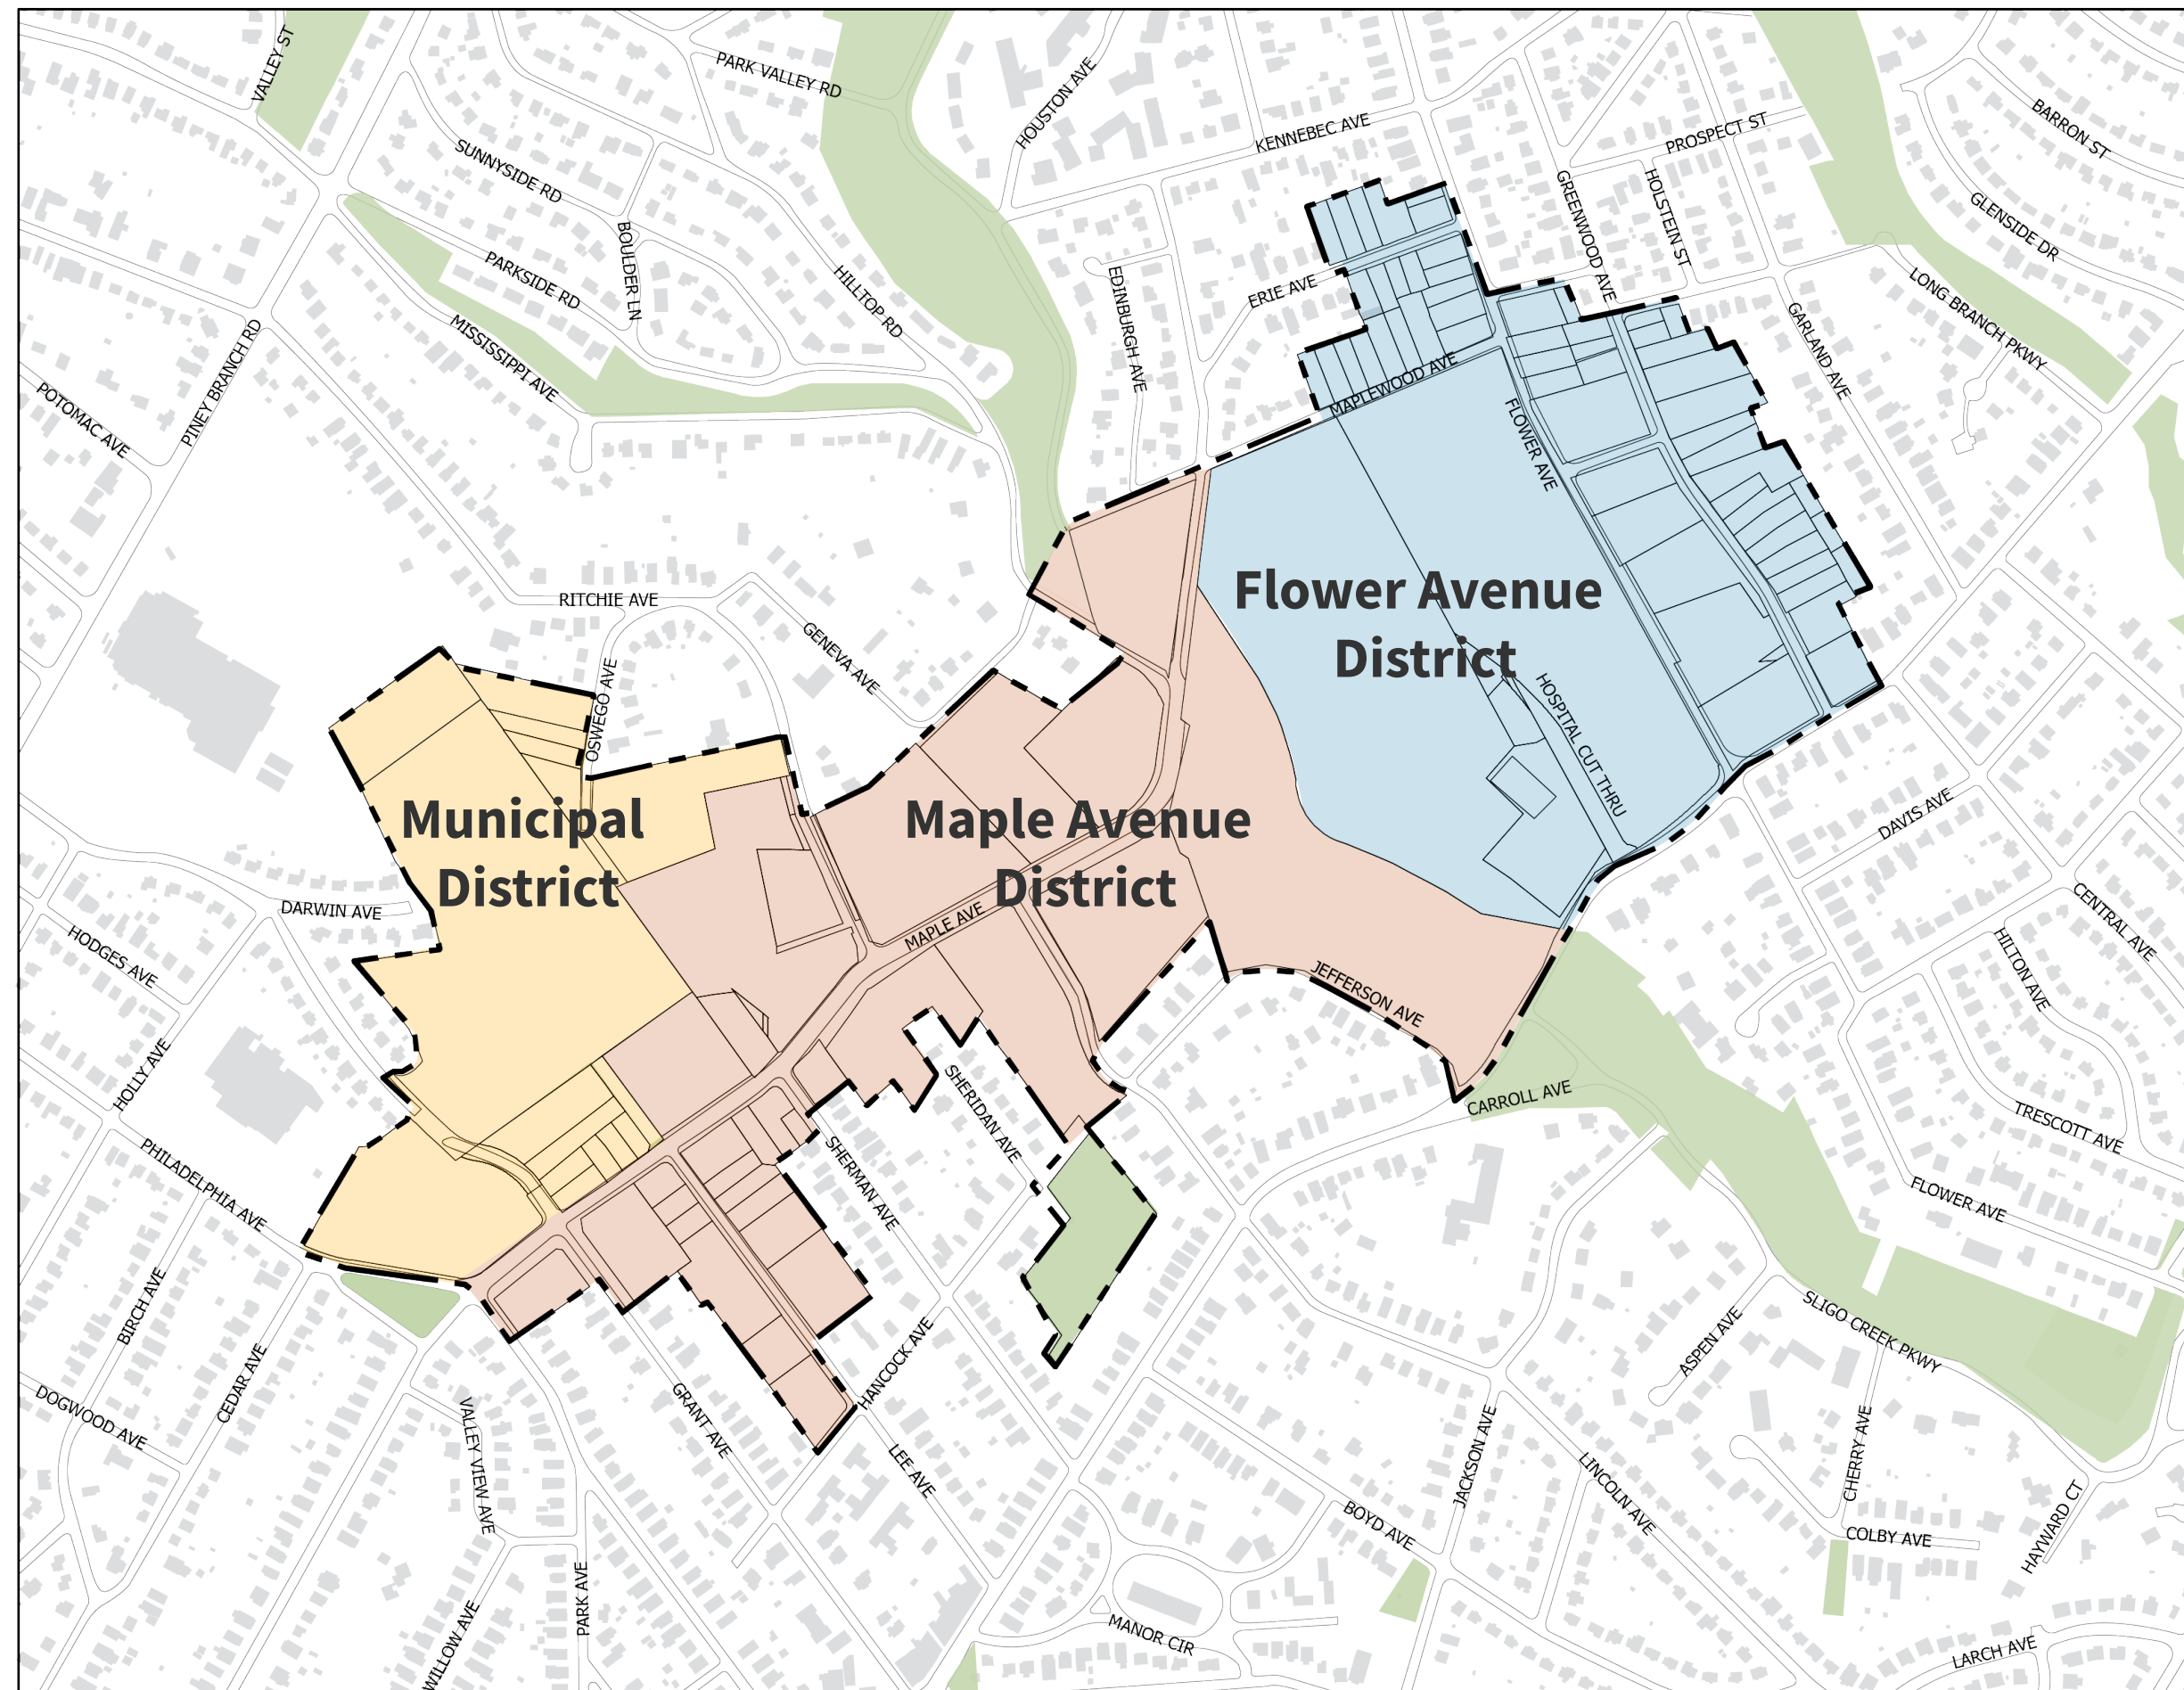 VALLEY ST
PARK VALLEY RD
HOUSTON AVE
KENNEBEC AVE
PROSPECT ST
BARRON ST
SUNNYSIDE RD
BOULDER LN
PARKSIDE RD
HILLTOP RD
EDINBURGH AVE
ERIE AVE
GREENWOOD AVE
HOLSTEIN ST
GLENSIDE DR
LONG BRANCH PKWY
GARLAND AVE
MISSISSIPPI AVE
PINEY BRANCH RD
POTOMAC AVE
MAPLEWOOD AVE
FLOWER AVE
RITCHIE AVE
GENEVA AVE
OSWEGO AVE
Flower Avenue
District
HOSPITAL CUT THRU
Municipal
District
Maple Avenue
District
MAPLE AVE
DAVIS AVE
CENTRAL AVE
HILTON AVE
DARWIN AVE
HODGES AVE
HOLLY AVE
JEFFERSON AVE
CARROLL AVE
SHERIDAN AVE
SHERMAN AVE
TRESCOTT AVE
FLOWER AVE
PHILADELPHIA AVE
BIRCH AVE
CEDAR AVE
DOGWOOD AVE
VALLEY VIEW AVE
GRANT AVE
HANCOCK AVE
LEE AVE
SLIGO CREEK PKWY
ASPEN AVE
CHERRY AVE
JACKSON AVE
LINCOLN AVE
BOYD AVE
COLBY AVE
HAYWARD CT
PARK AVE
WILLOW AVE
MANOR CIR
LARCH AVE